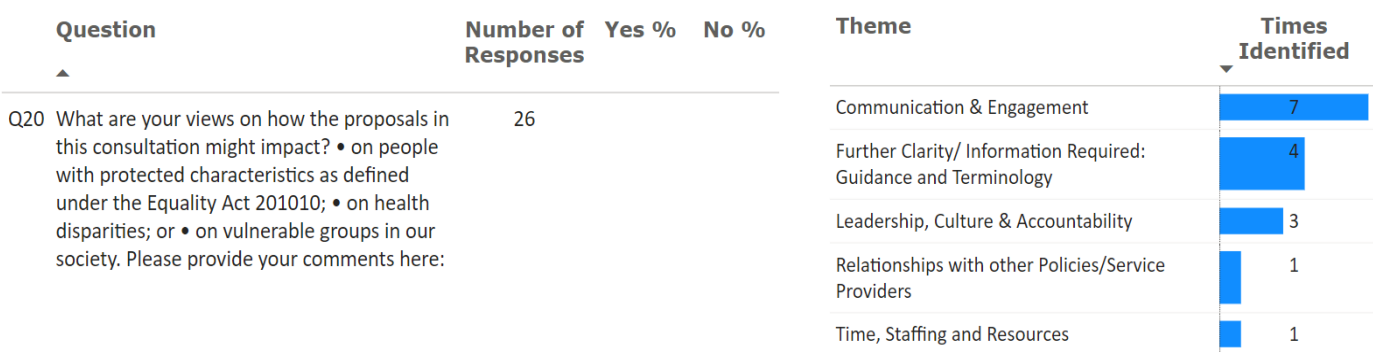 Question
Number of Responses
Yes %
No %
Q20 What are your views on how the proposals in
this consultation might impact? • on people
with protected characteristics as defined
under the Equality Act 201010; • on health
disparities; or • on vulnerable groups in our
society. Please provide your comments here:
26
Theme
Times
Identified
Communication & Engagement 7
Further Clarity/ Information Required: 4
Guidance and Terminology
Leadership, Culture & Accountability 3
Relationships with other Policies/Service 1
Providers
Time, Staffing and Resources 1